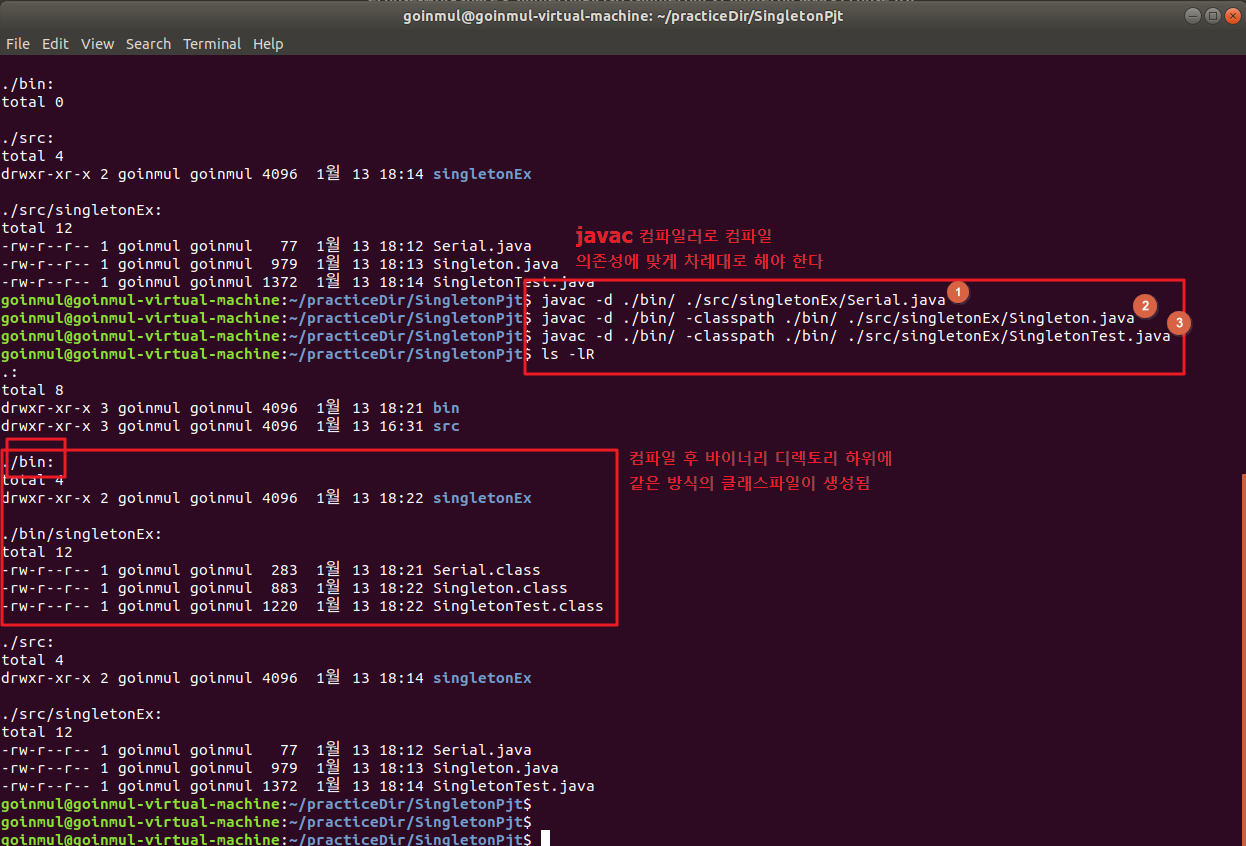 goinmul@goinmul-virtual-machine: ~/practiceDir/SingletonPjt
File Edit View Search Terminal Help
./bin:
total 0
./src:
total 4
drwxr-xr-x 2 goinmul goinmul 4096  1월 13 18:14 singletonEx
./src/singletonEx:
total 12
-rw-r--r-- 1 goinmul goinmul   77  1월 13 18:12 Serial.java
javac 컴파일러로 컴파일
-rw-r--r-- 1 goinmul goinmul  979  1월 13 18:13 Singleton.java
의존성에 맞게 차례대로 해야 한다
-rw-r--r-- 1 goinmul goinmul 1372  1월 13 18:14 SingletonTest.java
goinmul@goinmul-virtual-machine:~/practiceDir/SingletonPjt$ javac -d ./bin/ ./src/singletonEx/Serial.java 1
goinmul@goinmul-virtual-machine:~/practiceDir/SingletonPjt$ javac -d ./bin/ -classpath ./bin/ ./src/singletonEx/Singleton.java 2
goinmul@goinmul-virtual-machine:~/practiceDir/SingletonPjt$ javac -d ./bin/ -classpath ./bin/ ./src/singletonEx/SingletonTest.java 3
goinmul@goinmul-virtual-machine:~/practiceDir/SingletonPjt$ ls -lR
.:
total 8
drwxr-xr-x 3 goinmul goinmul 4096  1월 13 18:21 bin
drwxr-xr-x 3 goinmul goinmul 4096  1월 13 16:31 src
./bin:
컴파일 후 바이너리 디렉토리 하위에
total 4
같은 방식의 클래스파일이 생성됨
drwxr-xr-x 2 goinmul goinmul 4096  1월 13 18:22 singletonEx
./bin/singletonEx:
total 12
-rw-r--r-- 1 goinmul goinmul  283  1월 13 18:21 Serial.class
-rw-r--r-- 1 goinmul goinmul  883  1월 13 18:22 Singleton.class
-rw-r--r-- 1 goinmul goinmul 1220  1월 13 18:22 SingletonTest.class
./src:
total 4
drwxr-xr-x 2 goinmul goinmul 4096  1월 13 18:14 singletonEx
./src/singletonEx:
total 12
-rw-r--r-- 1 goinmul goinmul   77  1월 13 18:12 Serial.java
-rw-r--r-- 1 goinmul goinmul  979  1월 13 18:13 Singleton.java
-rw-r--r-- 1 goinmul goinmul 1372  1월 13 18:14 SingletonTest.java
goinmul@goinmul-virtual-machine:~/practiceDir/SingletonPjt$
goinmul@goinmul-virtual-machine:~/practiceDir/SingletonPjt$
goinmul@goinmul-virtual-machine:~/practiceDir/SingletonPjt$